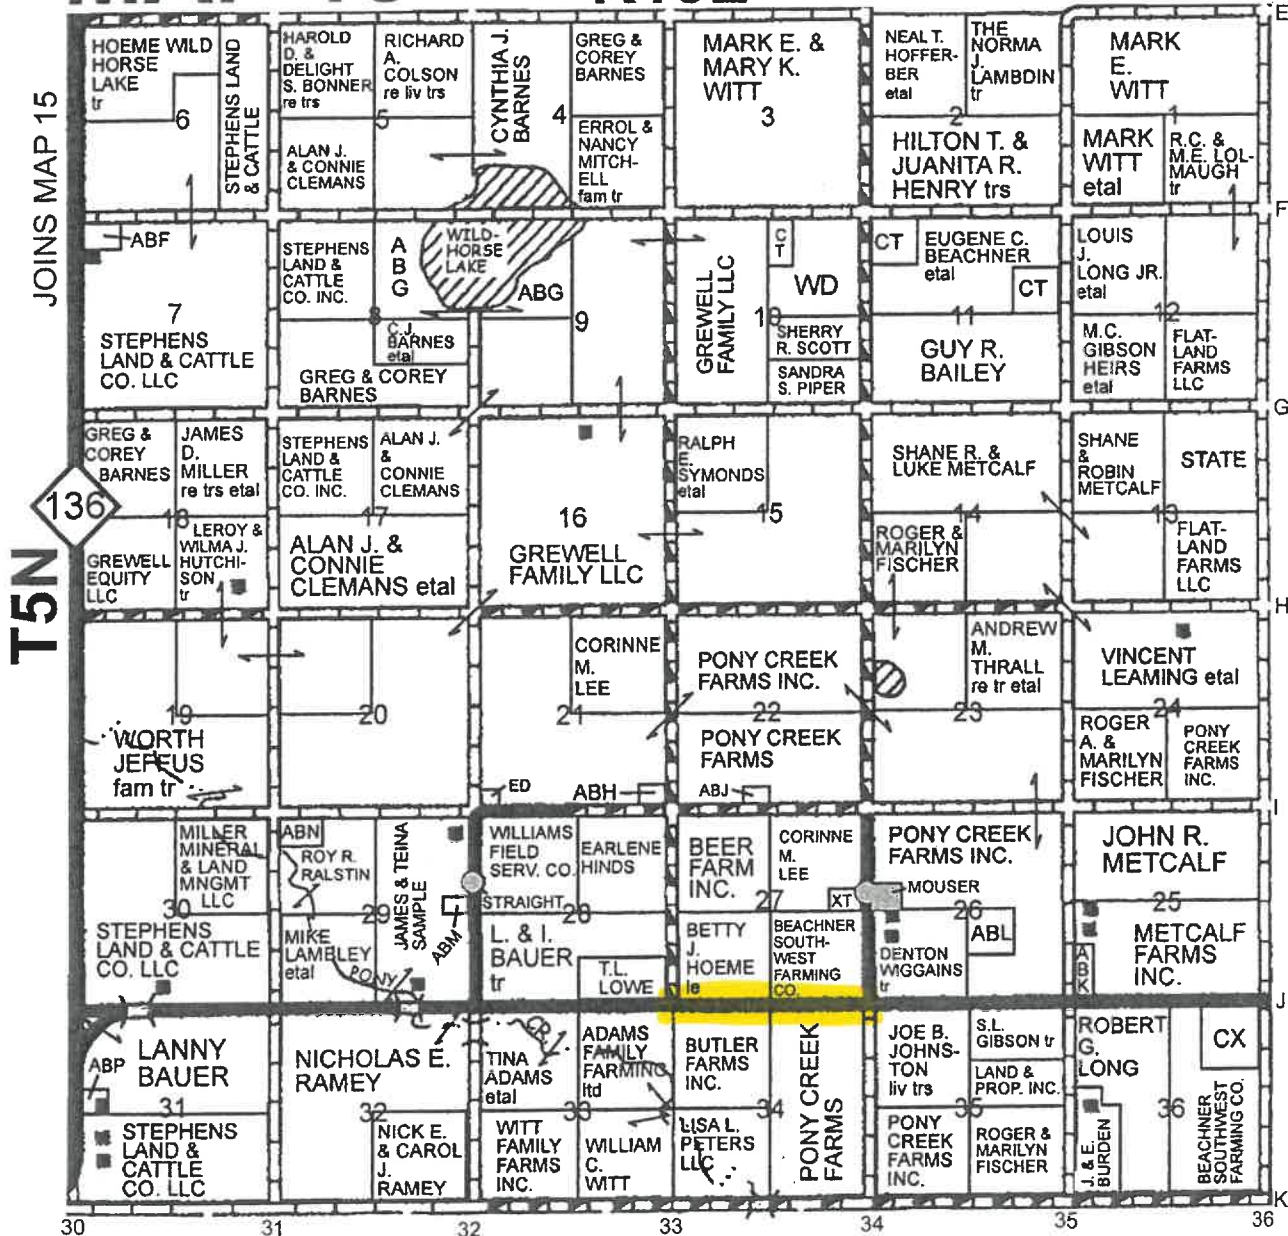 JOINS MAP 15
T5N
136
E
F
G
H
I
J
K
30
31
32
33
34
35
36
HOEME WILD
HORSE
LAKE
tr
6
STEPHENS LAND
& CATTLE
HAROLD
D. &
DELIGHT
S. BONNER
re trs
RICHARD
A.
COLSON
re liv trs
5
ALAN J.
& CONNIE
CLEMANS
CYNTHIA J.
BARNES
4
GREG &
COREY
BARNES
ERROL &
NANCY
MITCH-
ELL
fam tr
MARK E. &
MARY K.
WITT
3
NEAL T.
HOFFER-
BER
etal
THE
NORMA
J.
LAMBDIN
tr
2
HILTON T. &
JUANITA R.
HENRY trs
MARK
E.
WITT
1
MARK
WITT
etal
R.C. &
M.E. LOL-
MAUGH
tr
ABF
7
STEPHENS
LAND & CATTLE
CO. LLC
STEPHENS
LAND &
CATTLE
CO. INC.
A
B
G
8
C.J.
BARNES
etal
GREG & COREY
BARNES
WILD-
HORSE
LAKE
ABG
9
GREWELL
FAMILY LLC
C
T
WD
10
SHERRY
R. SCOTT
SANDRA
S. PIPER
CT
EUGENE C.
BEACHNER
etal
CT
11
GUY R.
BAILEY
LOUIS
J.
LONG JR.
etal
12
M.C.
GIBSON
HEIRS
etal
FLAT-
LAND
FARMS
LLC
GREG &
COREY
BARNES
JAMES
D.
MILLER
re trs etal
18
GREWELL
EQUITY
LLC
LEROY &
WILMA J.
HUTCHI-
SON
tr
STEPHENS
LAND &
CATTLE
CO. INC.
ALAN J.
&
CONNIE
CLEMANS
17
ALAN J. &
CONNIE
CLEMANS etal
16
GREWELL
FAMILY LLC
RALPH
E.
SYMONDS
etal
15
SHANE R. &
LUKE METCALF
14
ROGER &
MARILYN
FISCHER
SHANE
&
ROBIN
METCALF
STATE
13
FLAT-
LAND
FARMS
LLC
19
WORTH
JEFFUS
fam tr
20
CORINNE
M.
LEE
21
ED
ABH
PONY CREEK
FARMS INC.
22
PONY CREEK
FARMS
ABJ
ANDREW
M.
THRALL
re tr etal
23
VINCENT
LEAMING etal
24
ROGER
A. &
MARILYN
FISCHER
PONY
CREEK
FARMS
INC.
MILLER
MINERAL
& LAND
MNGMT
LLC
30
STEPHENS
LAND & CATTLE
CO. LLC
ABN
ROY R.
RALSTIN
29
MIKE
LAMBLEY
etal
PONY
JAMES & TEINA
SAMPLE
ABM
WILLIAMS
FIELD
SERV. CO.
STRAIGHT
EARLENE
HINDS
28
L. & I.
BAUER
tr
T.L.
LOWE
BEER
FARM
INC.
CORINNE
M.
LEE
27
XT
BETTY
J.
HOEME
le
BEACHNER
SOUTH-
WEST
FARMING
CO.
PONY CREEK
FARMS INC.
MOUSER
26
ABL
DENTON
WIGGAINS
tr
JOHN R.
METCALF
25
METCALF
FARMS
INC.
A
B
K
ABP
LANNY
BAUER
31
STEPHENS
LAND &
CATTLE
CO. LLC
NICHOLAS E.
RAMEY
32
NICK E.
& CAROL
J.
RAMEY
CR.
TINA
ADAMS
etal
ADAMS
FAMILY
FARMING
ltd
33
WITT
FAMILY
FARMS
INC.
WILLIAM
C.
WITT
BUTLER
FARMS
INC.
34
LISA L.
PETERS
LLC
PONY CREEK
FARMS
JOE B.
JOHNS-
TON
liv trs
S.L.
GIBSON tr
LAND &
PROP. INC.
35
PONY
CREEK
FARMS
INC.
ROGER &
MARILYN
FISCHER
ROBERT
G.
LONG
CX
36
J. & E.
BURDEN
BEACHNER
SOUTHWEST
FARMING CO.